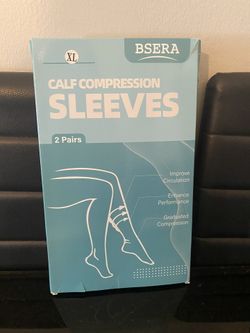 XL
BSERA
CALF COMPRESSION
SLEEVES
2 Pairs
Improve
Circulation
Enhance
Performance
Graduated
Compression